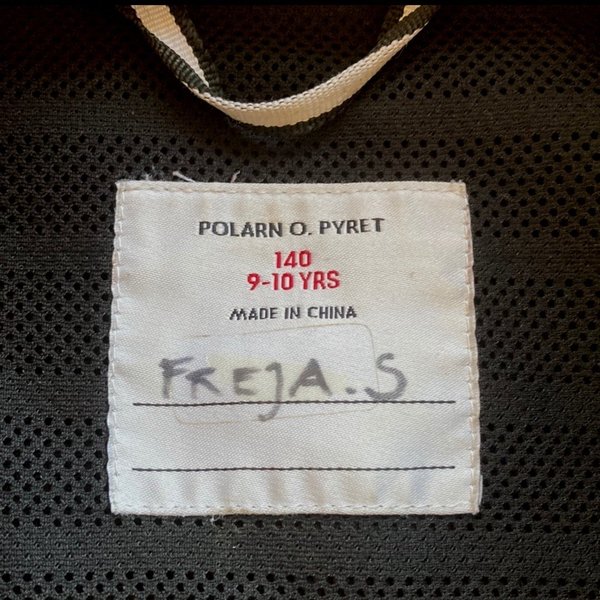 POLARN O. PYRET
140
9-10 YRS
MADE IN CHINA
FREJA.S